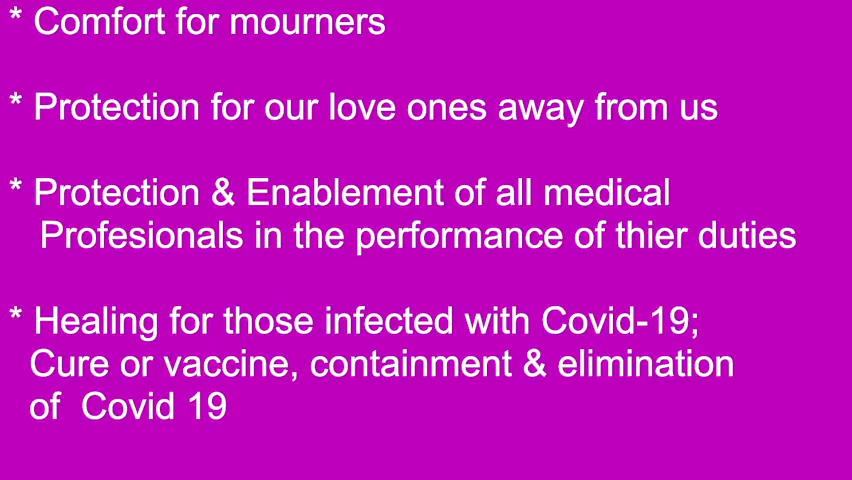 * Comfort for mourners
* Protection for our love ones away from us
* Protection & Enablement of all medical
Profesionals in the performance of thier duties
* Healing for those infected with Covid-19;
Cure or vaccine, containment & elimination
of  Covid 19